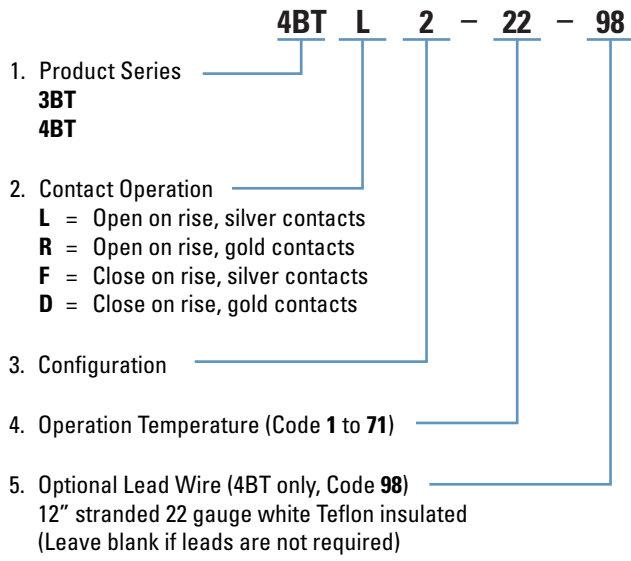 4BT L 2 – 22 – 98
1. Product Series
3BT
4BT
2. Contact Operation
L = Open on rise, silver contacts
R = Open on rise, gold contacts
F = Close on rise, silver contacts
D = Close on rise, gold contacts
3. Configuration
4. Operation Temperature (Code 1 to 71)
5. Optional Lead Wire (4BT only, Code 98)
12” stranded 22 gauge white Teflon insulated
(Leave blank if leads are not required)